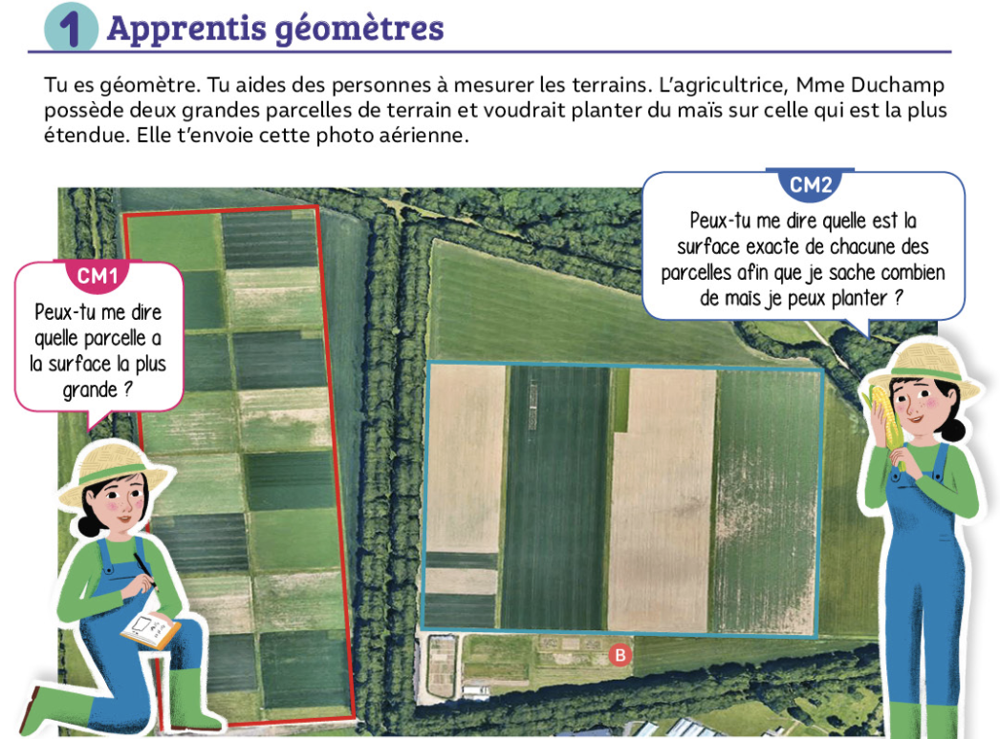 1 Apprentis géomètres
Tu es géomètre. Tu aides des personnes à mesurer les terrains. L’agricultrice, Mme Duchamp
possède deux grandes parcelles de terrain et voudrait planter du maïs sur celle qui est la plus
étendue. Elle t’envoie cette photo aérienne.
CM1
Peux-tu me dire
quelle parcelle a
la surface la plus
grande ?
CM2
Peux-tu me dire quelle est la
surface exacte de chacune des
parcelles afin que je sache combien
de maïs je peux planter ?
B